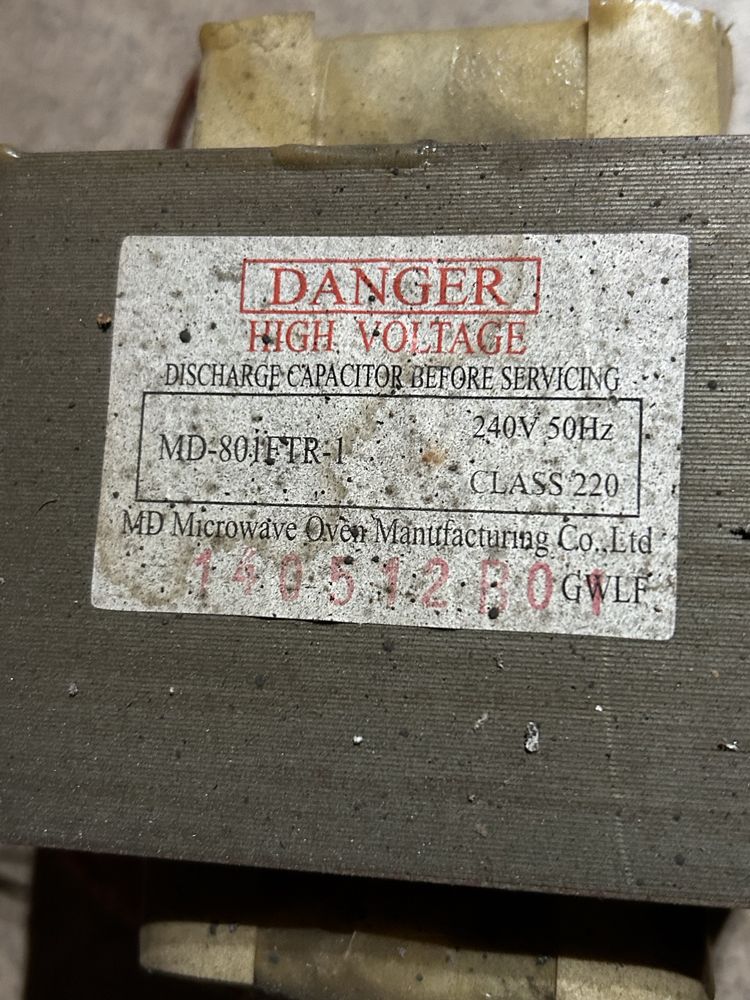 DANGER
HIGH VOLTAGE
DISCHARGE CAPACITOR BEFORE SERVICING
MD-801FTR-1
240V 50Hz
CLASS 220
MD Microwave Oven Manufacturing Co.,Ltd
140512B01
GWLF